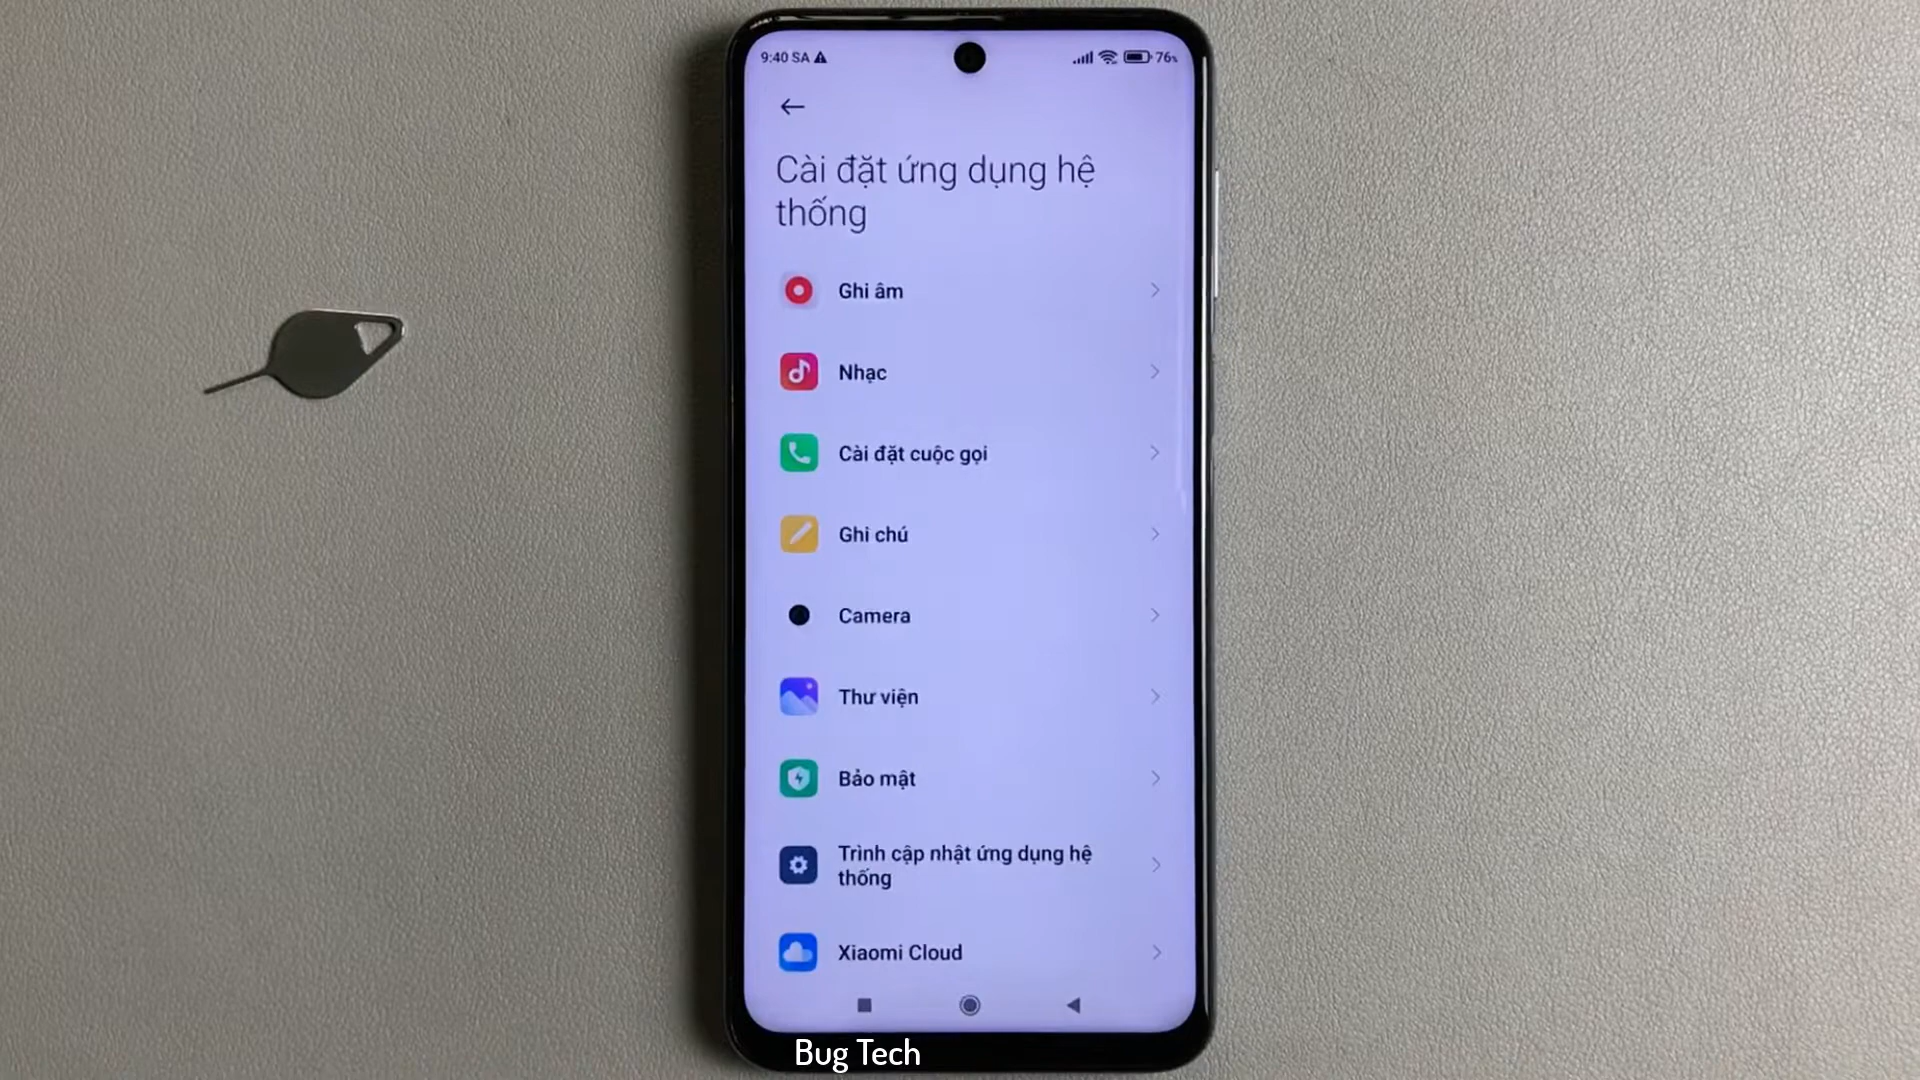 9:40 SA
76%
Cài đặt ứng dụng hệ
thống
Ghi âm
Nhạc
Cài đặt cuộc gọi
Ghi chú
Camera
Thư viện
Bảo mật
Trình cập nhật ứng dụng hệ
thống
Xiaomi Cloud
Bug Tech